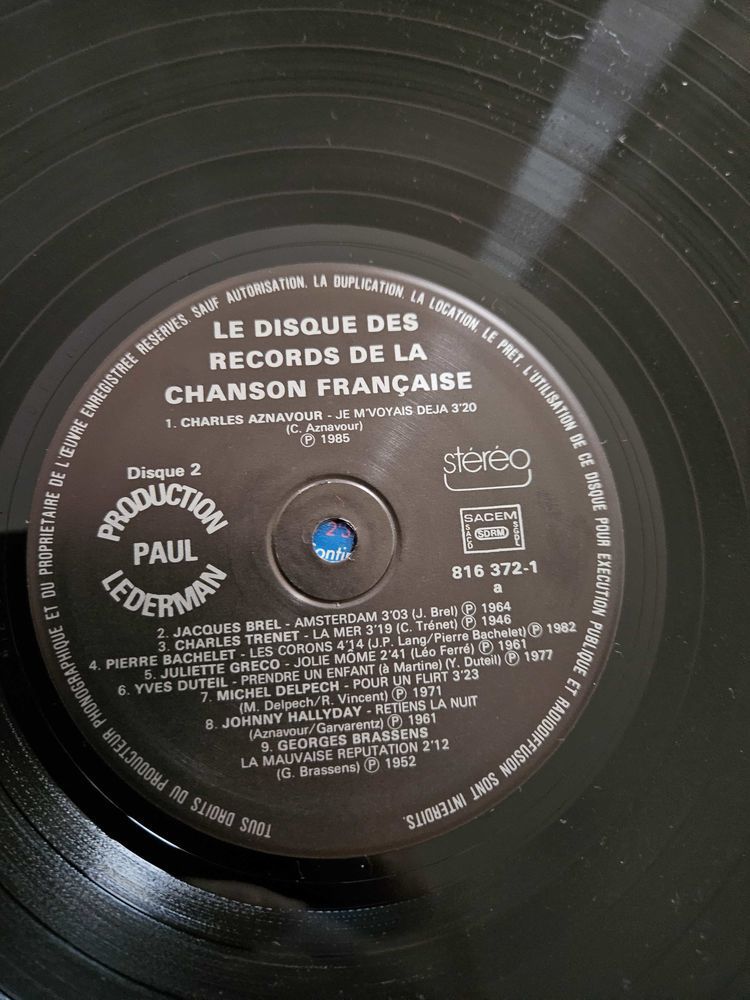 TOUS DROITS DU PRODUCTEUR PHONOGRAPHIQUE ET DU PROPRIETAIRE DE L'ŒUVRE ENREGISTREE RESERVES. SAUF AUTORISATION, LA DUPLICATION, LA LOCATION, LE PRET, L'UTILISATION DE CE DISQUE POUR EXECUTION PUBLIQUE ET RADIODIFFUSION SONT INTERDITS.
LE DISQUE DES
RECORDS DE LA
CHANSON FRANÇAISE
1. CHARLES AZNAVOUR - JE M'VOYAIS DEJA 3'20
(C. Aznavour)
Ⓟ 1985
Disque 2
PRODUCTION
PAUL
LEDERMAN
stéréo
SACEM
SACD
SDRM
SGDL
816 372-1
a
2. JACQUES BREL - AMSTERDAM 3'03 (J. Brel) Ⓟ 1964
3. CHARLES TRENET - LA MER 3'19 (C. Trénet) Ⓟ 1946
4. PIERRE BACHELET - LES CORONS 4'14 (J.P. Lang/Pierre Bachelet) Ⓟ 1982
5. JULIETTE GRECO - JOLIE MÔME 2'41 (Léo Ferré) Ⓟ 1961
6. YVES DUTEIL - PRENDRE UN ENFANT (à Martine) (Y. Duteil) Ⓟ 1977
7. MICHEL DELPECH - POUR UN FLIRT 3'23
(M. Delpech/R. Vincent) Ⓟ 1971
8. JOHNNY HALLYDAY - RETIENS LA NUIT
(Aznavour/Garvarentz) Ⓟ 1961
9. GEORGES BRASSENS
LA MAUVAISE REPUTATION 2'12
(G. Brassens) Ⓟ 1952